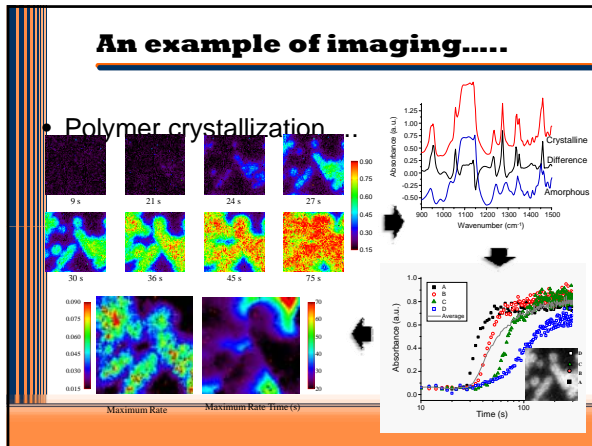 An example of imaging.....
• Polymer crystallization....
9 s 21 s 24 s 27 s
0.90
0.75
0.60
0.45
0.30
0.15
30 s 36 s 45 s 75 s
1.25
1.00
0.75
0.50
0.25
0.00
-0.25
-0.50
Absorbance (a.u.)
Crystalline
Difference
Amorphous
900 1000 1100 1200 1300 1400 1500
Wavenumber (cm-1)
0.090
0.075
0.060
0.045
0.030
0.015
70
60
50
40
30
20
Maximum Rate
Maximum Rate Time (s)
1.0
0.8
0.6
0.4
0.2
0.0
Absorbance (a.u.)
A
B
C
D
Average
D
C
B
A
10 100
Time (s)